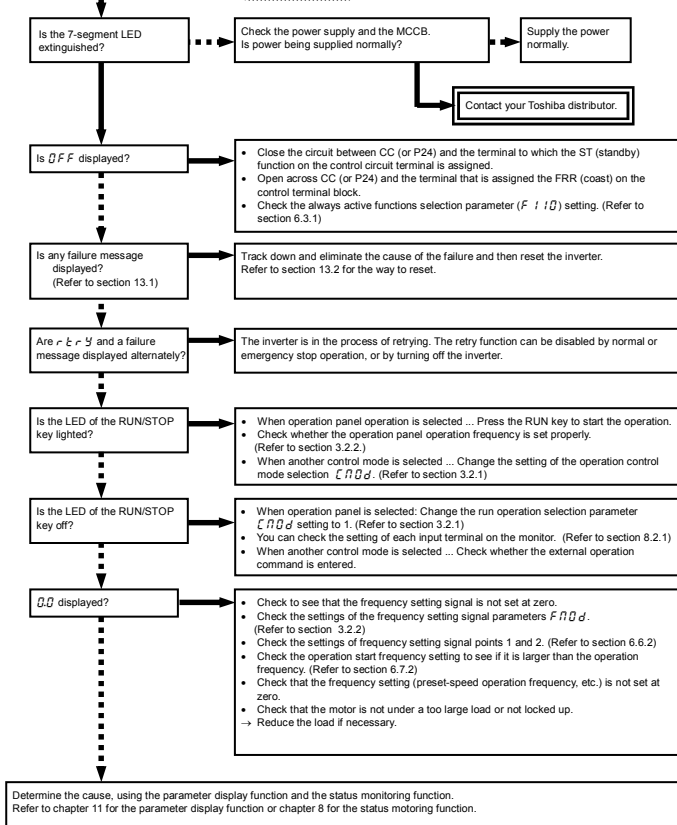 Is the 7-segment LED
extinguished?
Check the power supply and the MCCB.
Is power being supplied normally?
Supply the power
normally.
Contact your Toshiba distributor.
Is OFF displayed?
• Close the circuit between CC (or P24) and the terminal to which the ST (standby)
function on the control circuit terminal is assigned.
• Open across CC (or P24) and the terminal that is assigned the FRR (coast) on the
control terminal block.
• Check the always active functions selection parameter (F 110) setting. (Refer to
section 6.3.1)
Is any failure message
displayed?
(Refer to section 13.1)
Track down and eliminate the cause of the failure and then reset the inverter.
Refer to section 13.2 for the way to reset.
Are rtry and a failure
message displayed alternately?
The inverter is in the process of retrying. The retry function can be disabled by normal or
emergency stop operation, or by turning off the inverter.
Is the LED of the RUN/STOP
key lighted?
• When operation panel operation is selected ... Press the RUN key to start the operation.
• Check whether the operation panel operation frequency is set properly.
(Refer to section 3.2.2.)
• When another control mode is selected ... Change the setting of the operation control
mode selection CMOd. (Refer to section 3.2.1)
Is the LED of the RUN/STOP
key off?
• When operation panel is selected: Change the run operation selection parameter
CMOd setting to 1. (Refer to section 3.2.1)
• You can check the setting of each input terminal on the monitor. (Refer to section 8.2.1)
• When another control mode is selected ... Check whether the external operation
command is entered.
0.0 displayed?
• Check to see that the frequency setting signal is not set at zero.
• Check the settings of the frequency setting signal parameters FMOd.
(Refer to section 3.2.2)
• Check the settings of frequency setting signal points 1 and 2. (Refer to section 6.6.2)
• Check the operation start frequency setting to see if it is larger than the operation
frequency. (Refer to section 6.7.2)
• Check that the frequency setting (preset-speed operation frequency, etc.) is not set at
zero.
• Check that the motor is not under a too large load or not locked up.
→ Reduce the load if necessary.
Determine the cause, using the parameter display function and the status monitoring function.
Refer to chapter 11 for the parameter display function or chapter 8 for the status motoring function.